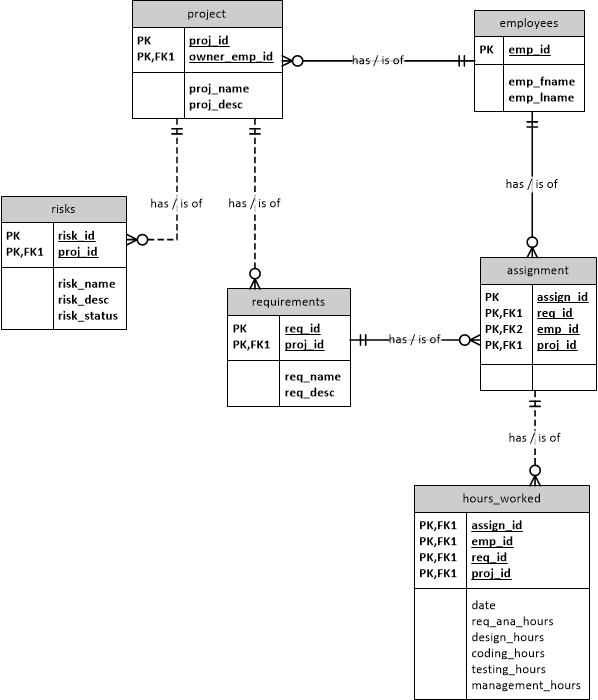 project
PK proj_id
PK,FK1 owner_emp_id
proj_name
proj_desc
has / is of
employees
PK emp_id
emp_fname
emp_lname
has / is of
has / is of
has / is of
risks
PK risk_id
PK,FK1 proj_id
risk_name
risk_desc
risk_status
requirements
PK req_id
PK,FK1 proj_id
req_name
req_desc
has / is of
assignment
PK assign_id
PK,FK1 req_id
PK,FK2 emp_id
PK,FK1 proj_id
has / is of
hours_worked
PK,FK1 assign_id
PK,FK1 emp_id
PK,FK1 req_id
PK,FK1 proj_id
date
req_ana_hours
design_hours
coding_hours
testing_hours
management_hours